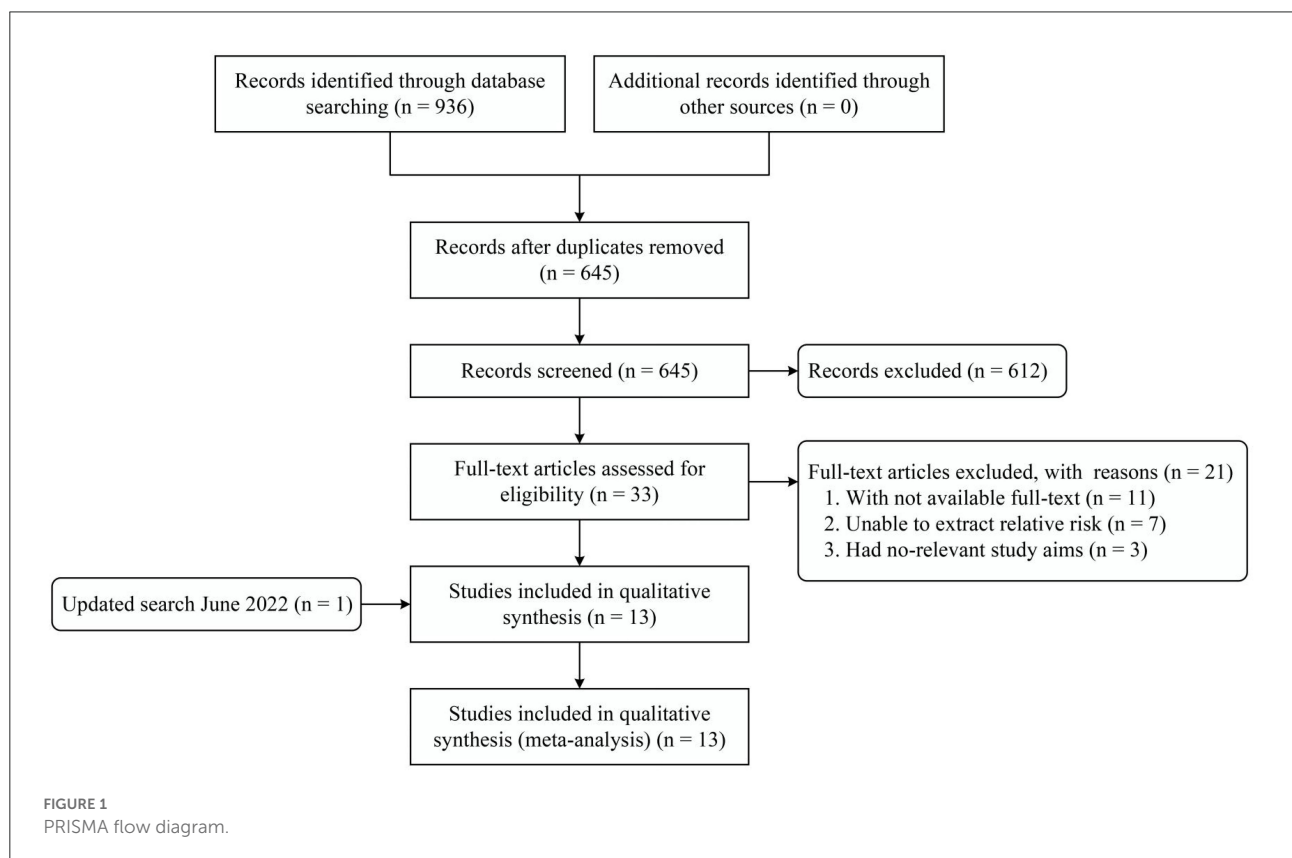 Records identified through database
searching (n = 936)
Additional records identified through
other sources (n = 0)
Records after duplicates removed
(n = 645)
Records screened (n = 645)
Records excluded (n = 612)
Full-text articles assessed for
eligibility (n = 33)
Full-text articles excluded, with reasons (n = 21)
1. With not available full-text (n = 11)
2. Unable to extract relative risk (n = 7)
3. Had no-relevant study aims (n = 3)
Updated search June 2022 (n = 1)
Studies included in qualitative
synthesis (n = 13)
Studies included in qualitative
synthesis (meta-analysis) (n = 13)
FIGURE 1
PRISMA flow diagram.